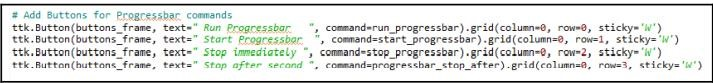 # Add Buttons for Progressbar commands
ttk.Button(buttons_frame, text=" Run Progressbar   ", command=run_progressbar).grid(column=0, row=0, sticky='W')
ttk.Button(buttons_frame, text=" Start Progressbar  ", command=start_progressbar).grid(column=0, row=1, sticky='W')
ttk.Button(buttons_frame, text=" Stop immediately ", command=stop_progressbar).grid(column=0, row=2, sticky='W')
ttk.Button(buttons_frame, text=" Stop after second ", command=progressbar_stop_after).grid(column=0, row=3, sticky='W')